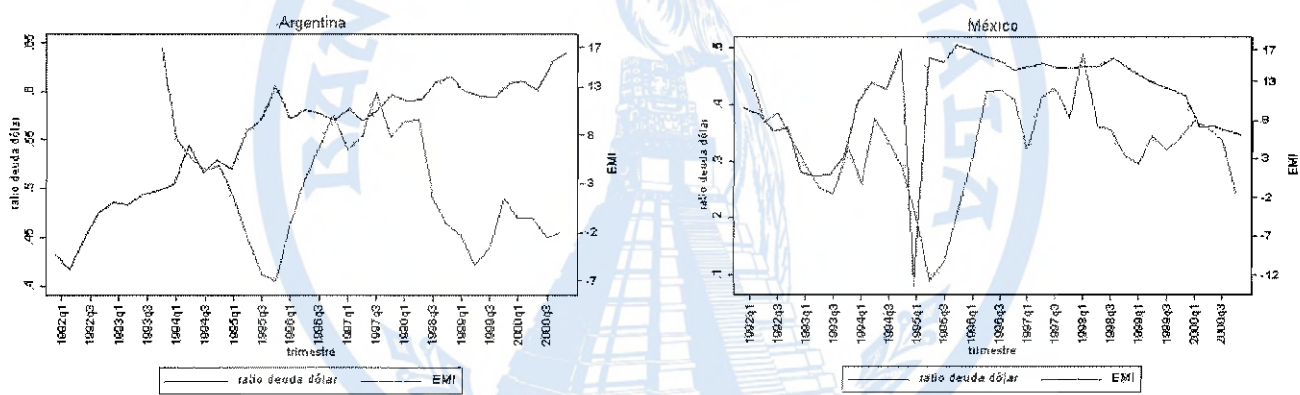 Argentina
México
ratio deuda dólar
.65
.6
.55
.55
.45
.4
17
13
8
3
-2
-7
EMI
1992q1
1992q3
1993q1
1993q3
1994q1
1994q3
1995q1
1995q3
1996q1
1996q3
1997q1
1997q3
1998q3
1999q1
1999q3
2000q1
2000q3
trimestre
ratio deuda dólar
EMI
ratio deuda dólar
.5
.4
.3
.2
.1
17
13
8
3
-2
-7
-12
EMI
1992q1
1992q3
1993q1
1993q3
1994q1
1994q3
1995q1
1995q3
1996q1
1996q3
1997q1
1997q3
1998q1
1998q3
1999q1
1999q3
2000q1
2000q3
trimestre
ratio deuda dólar
EMI